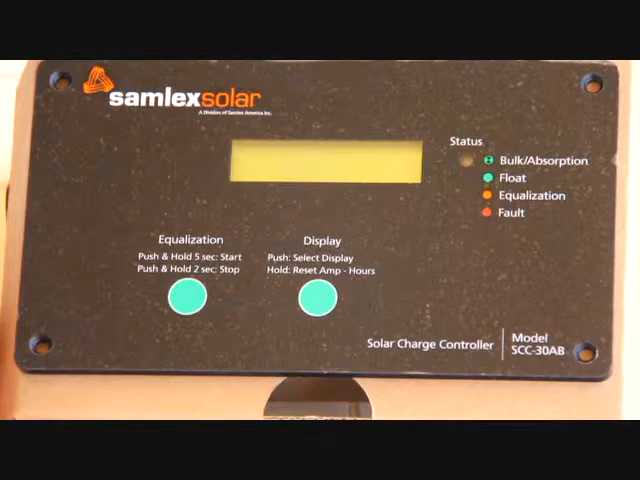 samlexsolar
A Division of Samlex America Inc.
Status
Bulk/Absorption
Float
Equalization
Fault
Equalization
Push & Hold 5 sec: Start
Push & Hold 2 sec: Stop
Display
Push: Select Display
Hold: Reset Amp - Hours
Solar Charge Controller
Model
SCC-30AB